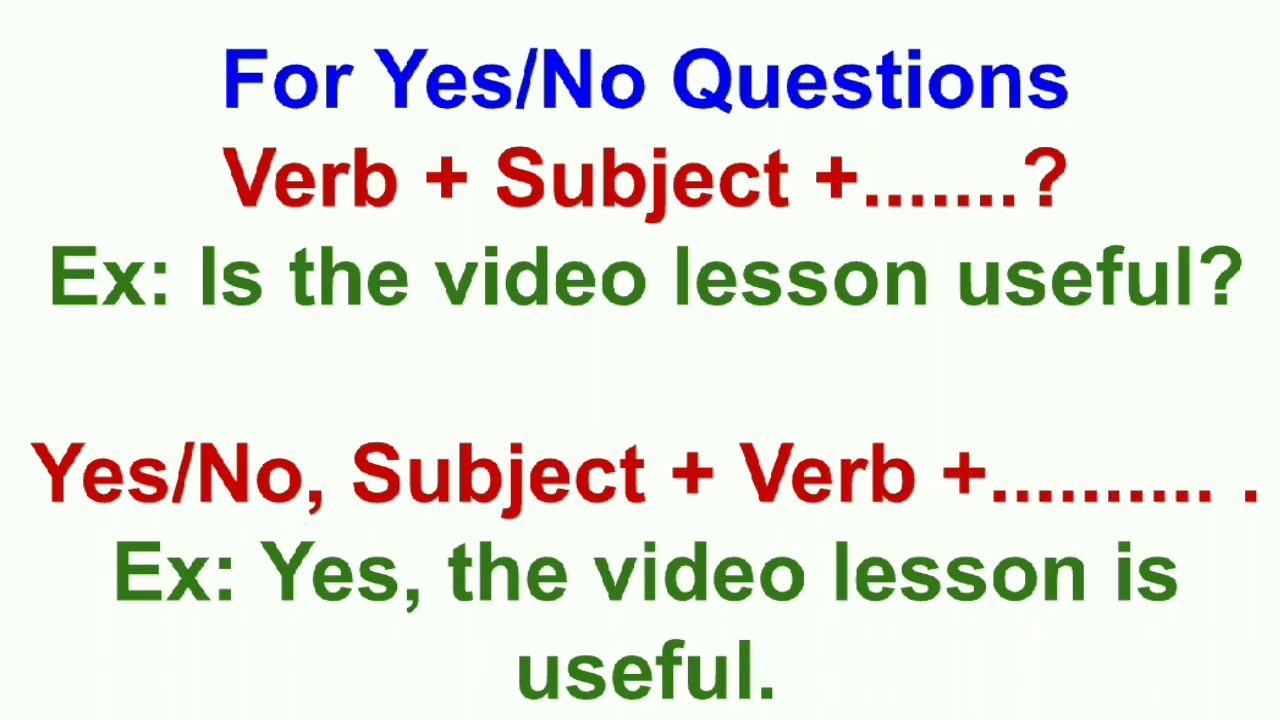 For Yes/No Questions
Verb + Subject +.......?
Ex: Is the video lesson useful?
Yes/No, Subject + Verb +.......... .
Ex: Yes, the video lesson is
useful.